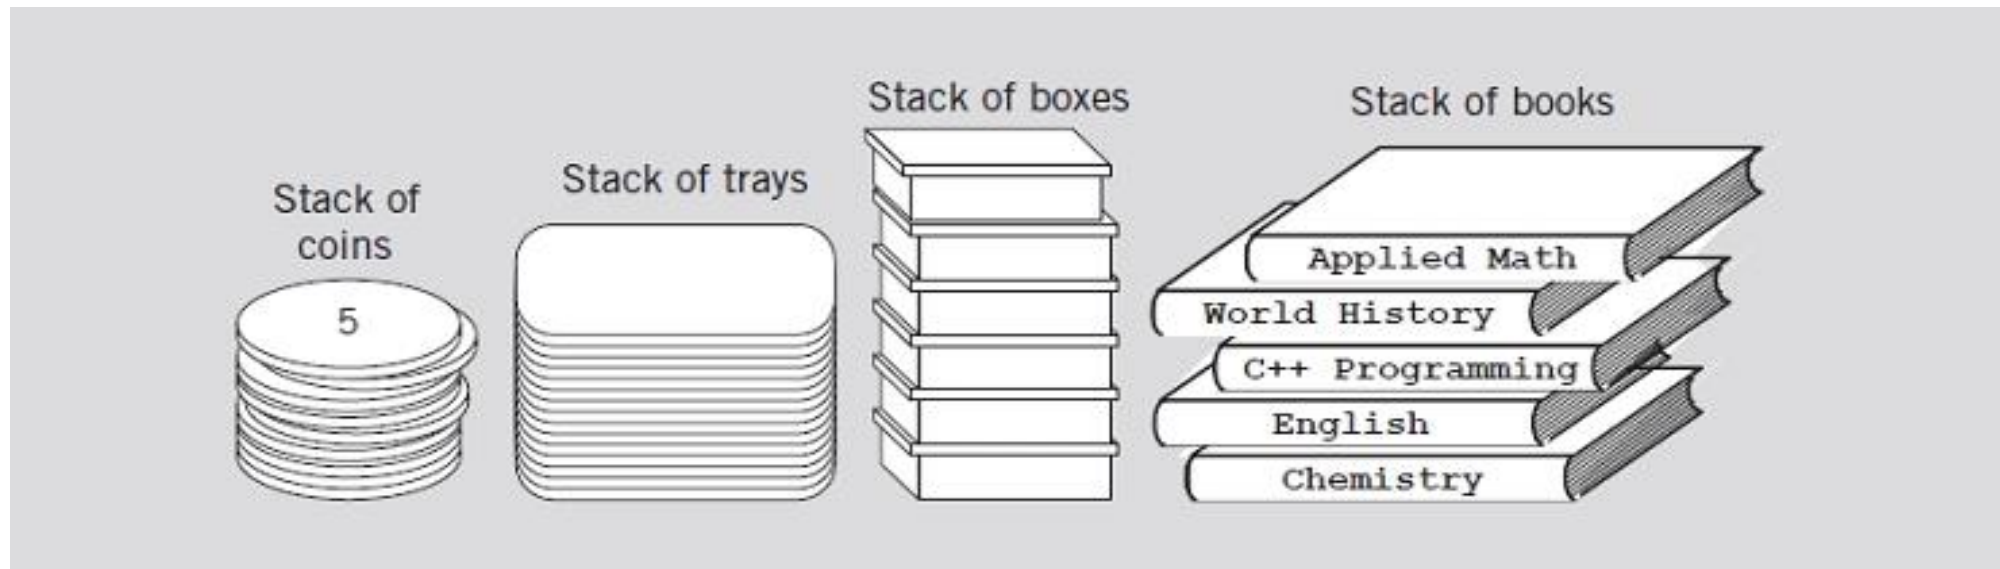 Stack of
coins
5
Stack of trays
Stack of boxes
Stack of books
Applied Math
World History
C++ Programming
English
Chemistry